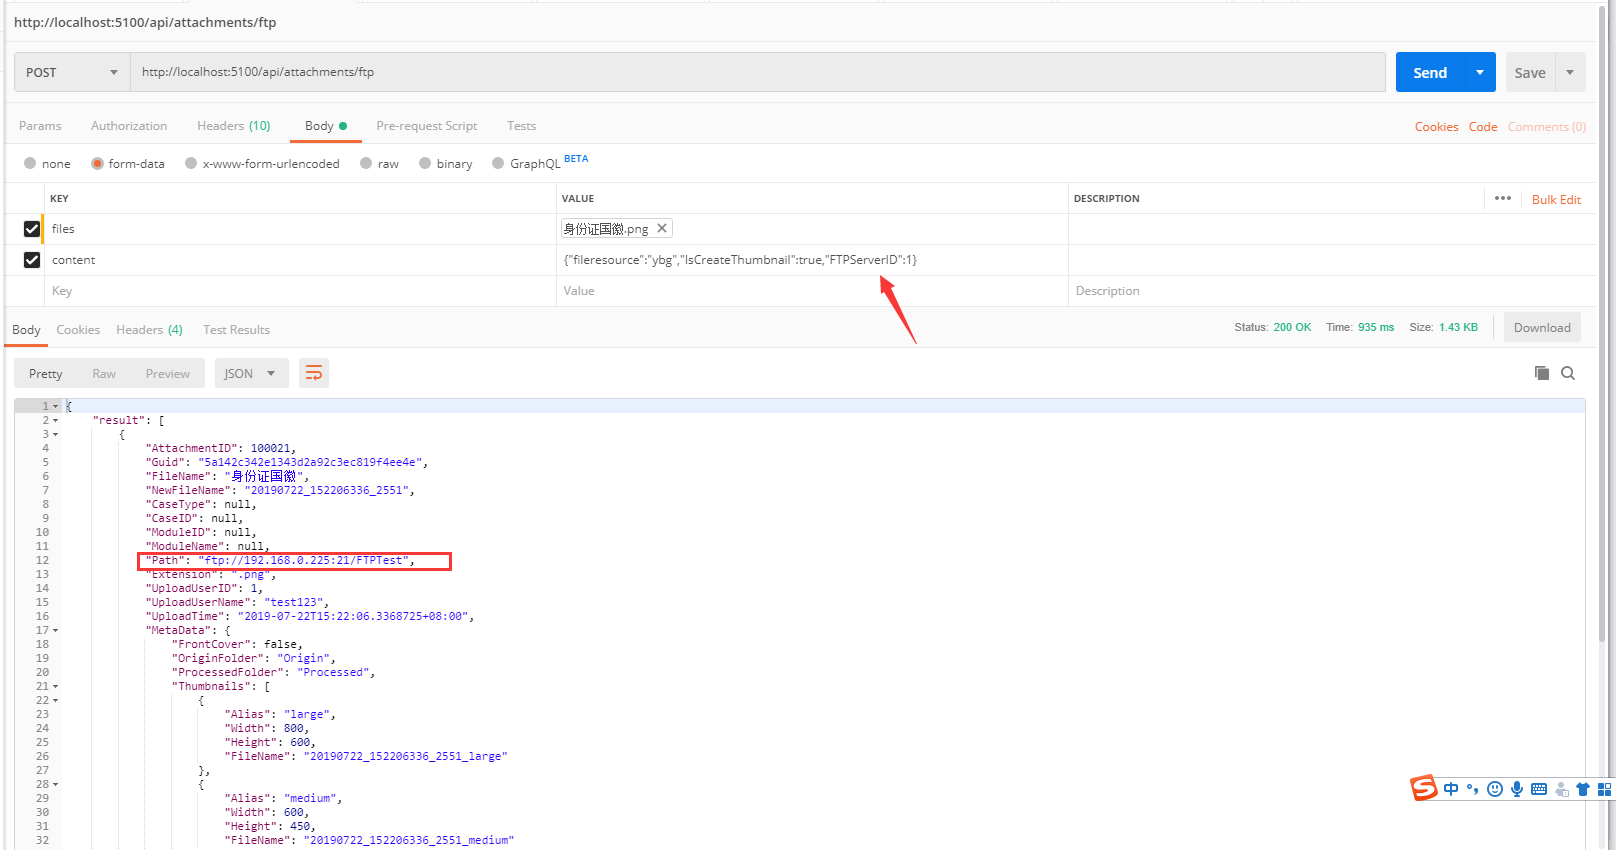 http://localhost:5100/api/attachments/ftp
POST http://localhost:5100/api/attachments/ftp Send Save
Params Authorization Headers (10) Body Pre-request Script Tests Cookies Code Comments (0)
none form-data x-www-form-urlencoded raw binary GraphQL BETA
KEY VALUE DESCRIPTION ••• Bulk Edit
files 身份证国徽.png
content {"fileresource":"ybg","IsCreateThumbnail":true,"FTPServerID":1}
Key Value Description
Body Cookies Headers (4) Test Results Status: 200 OK Time: 935 ms Size: 1.43 KB Download
Pretty Raw Preview JSON
1 {
2 "result": [
3 {
4 "AttachmentID": 100021,
5 "Guid": "5a142c342e1343d2a92c3ec819f4ee4e",
6 "FileName": "身份证国徽",
7 "NewFileName": "20190722_152206336_2551",
8 "CaseType": null,
9 "CaseID": null,
10 "ModuleID": null,
11 "ModuleName": null,
12 "Path": "ftp://192.168.0.225:21/FTPTest",
13 "Extension": ".png",
14 "UploadUserID": 1,
15 "UploadUserName": "test123",
16 "UploadTime": "2019-07-22T15:22:06.3368725+08:00",
17 "MetaData": {
18 "FrontCover": false,
19 "OriginFolder": "Origin",
20 "ProcessedFolder": "Processed",
21 "Thumbnails": [
22 {
23 "Alias": "large",
24 "Width": 800,
25 "Height": 600,
26 "FileName": "20190722_152206336_2551_large"
27 },
28 {
29 "Alias": "medium",
30 "Width": 600,
31 "Height": 450,
32 "FileName": "20190722_152206336_2551_medium"
S 中